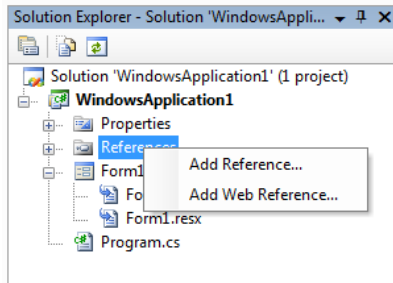 Solution Explorer - Solution 'WindowsAppli...
Solution 'WindowsApplication1' (1 project)
WindowsApplication1
Properties
References
Add Reference...
Form1
Add Web Reference...
Fo
Form1.resx
Program.cs